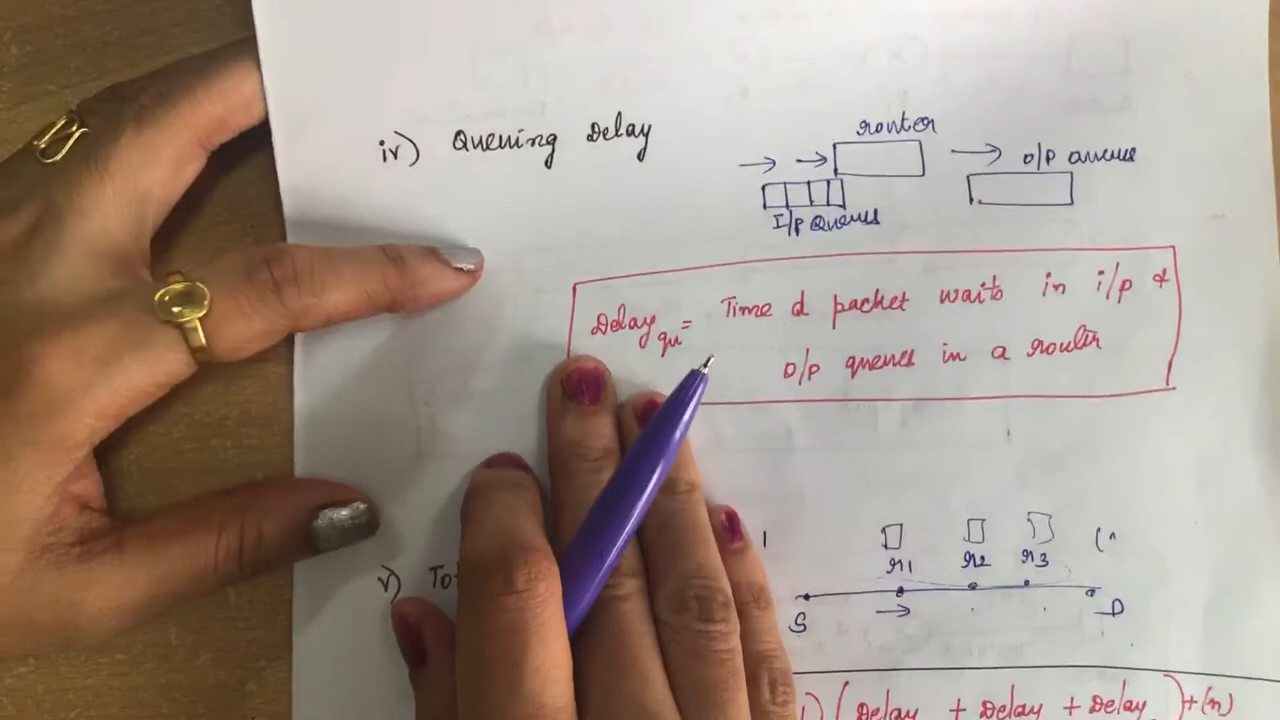 iv) Queuing Delay
router
O/P queues
I/p Queues
Delay qu = Time a packet waits in i/p &
O/p queues in a router
r1 r2 r3
v) To
S D
) (Delay + Delay + Delay ) + (n)